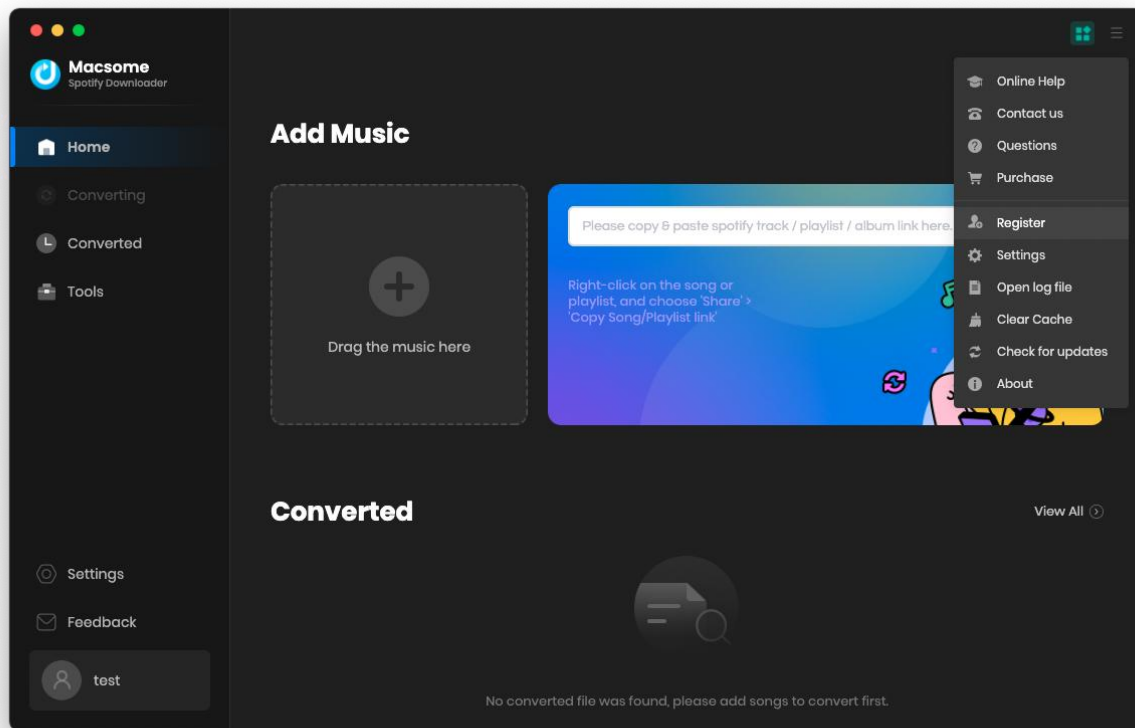 Macsome
Spotify Downloader
Home
Converting
Converted
Tools
Settings
Feedback
test
Add Music
Drag the music here
Please copy & paste spotify track / playlist / album link here.
Right-click on the song or
playlist, and choose 'Share' >
'Copy Song/Playlist link'
Online Help
Contact us
Questions
Purchase
Register
Settings
Open log file
Clear Cache
Check for updates
About
Converted
View All
No converted file was found, please add songs to convert first.